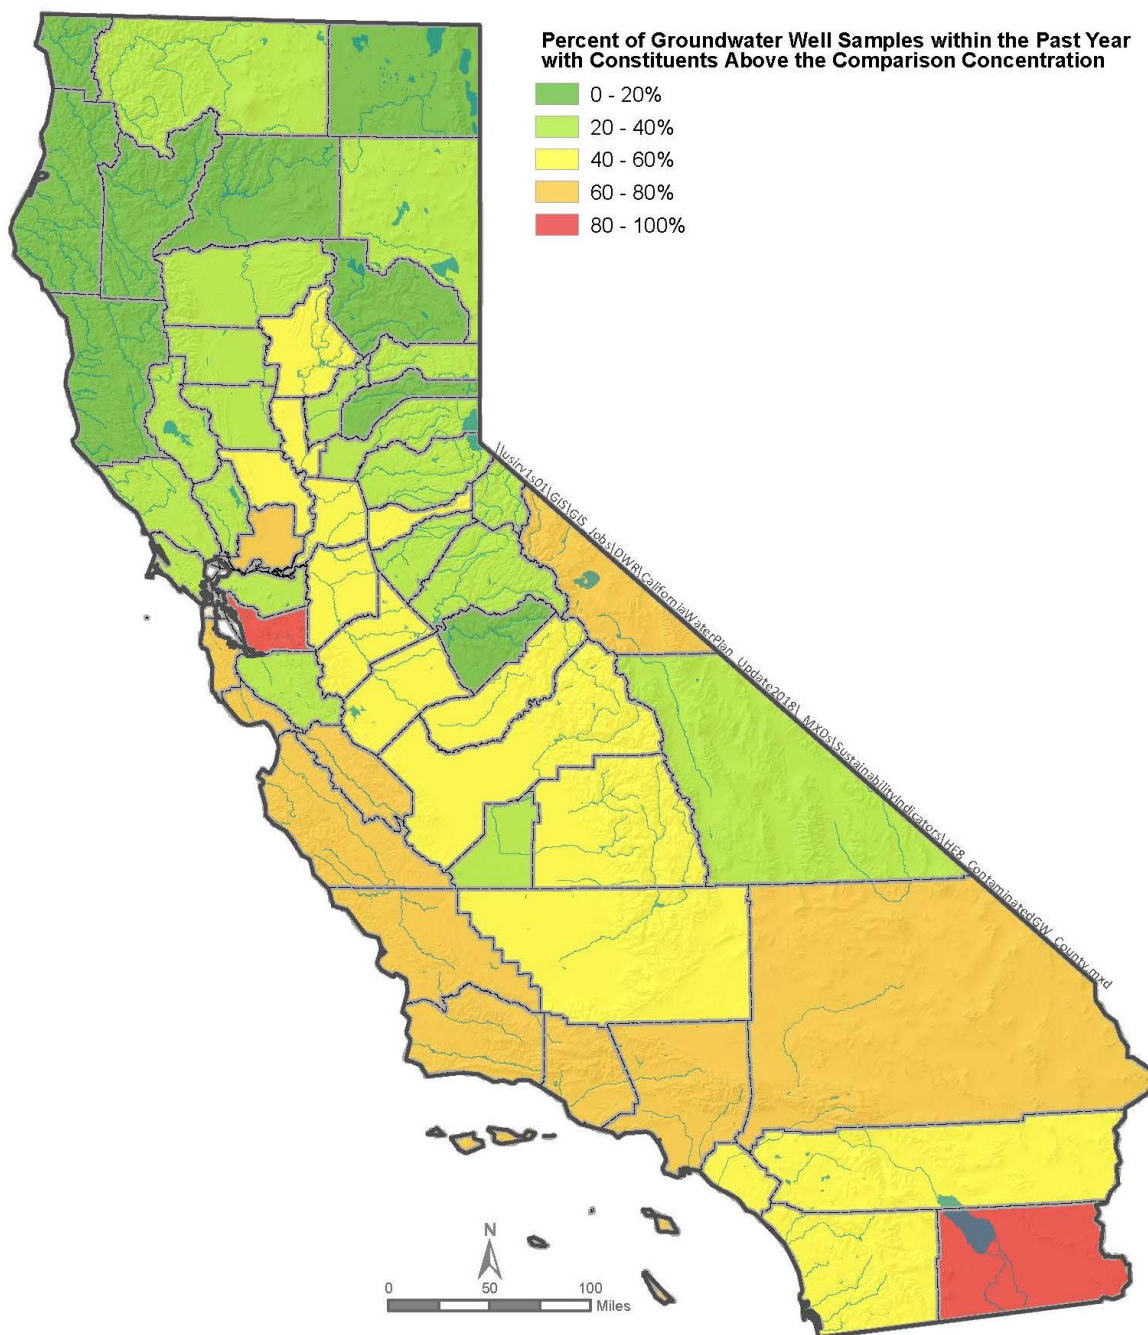 Percent of Groundwater Well Samples within the Past Year
with Constituents Above the Comparison Concentration
0 - 20%
20 - 40%
40 - 60%
60 - 80%
80 - 100%
\\usirv1s01\GIS\GIS_Jobs\DWR\CaliforniaWaterPlan_Update2018\_MXDs\SustainabilityIndicators\HE8_ContaminatedGW_County.mxd
N
0 50 100
Miles